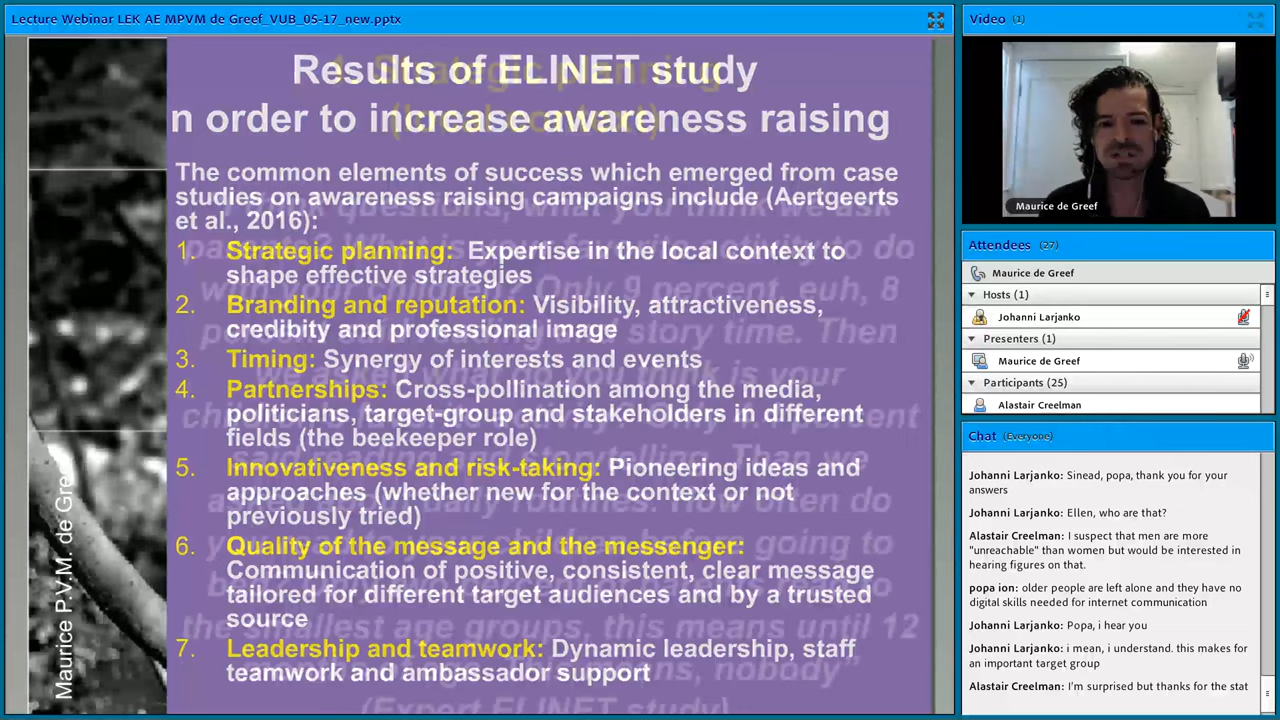 Lecture Webinar LEK AE MPVM de Greef_VUB_05-17_new.pptx
Results of ELINET study
n order to increase awareness raising
The common elements of success which emerged from case
studies on awareness raising campaigns include (Aertgeerts
et al., 2016):
1. Strategic planning: Expertise in the local context to
shape effective strategies
2. Branding and reputation: Visibility, attractiveness,
credibity and professional image
3. Timing: Synergy of interests and events
4. Partnerships: Cross-pollination among the media,
politicians, target-group and stakeholders in different
fields (the beekeeper role)
5. Innovativeness and risk-taking: Pioneering ideas and
approaches (whether new for the context or not
previously tried)
6. Quality of the message and the messenger:
Communication of positive, consistent, clear message
tailored for different target audiences and by a trusted
source
7. Leadership and teamwork: Dynamic leadership, staff
teamwork and ambassador support
(Expert ELINET study)
Maurice P.V.M. de Gree
Video (1)
Maurice de Greef
Attendees (27)
Maurice de Greef
Hosts (1)
Johanni Larjanko
Presenters (1)
Maurice de Greef
Participants (25)
Alastair Creelman
Chat (Everyone)
Johanni Larjanko: Sinead, popa, thank you for your
answers
Johanni Larjanko: Ellen, who are that?
Alastair Creelman: I suspect that men are more
"unreachable" than women but would be interested in
hearing figures on that.
popa ion: older people are left alone and they have no
digital skills needed for internet communication
Johanni Larjanko: Popa, i hear you
Johanni Larjanko: i mean, i understand. this makes for
an important target group
Alastair Creelman: I'm surprised but thanks for the stat